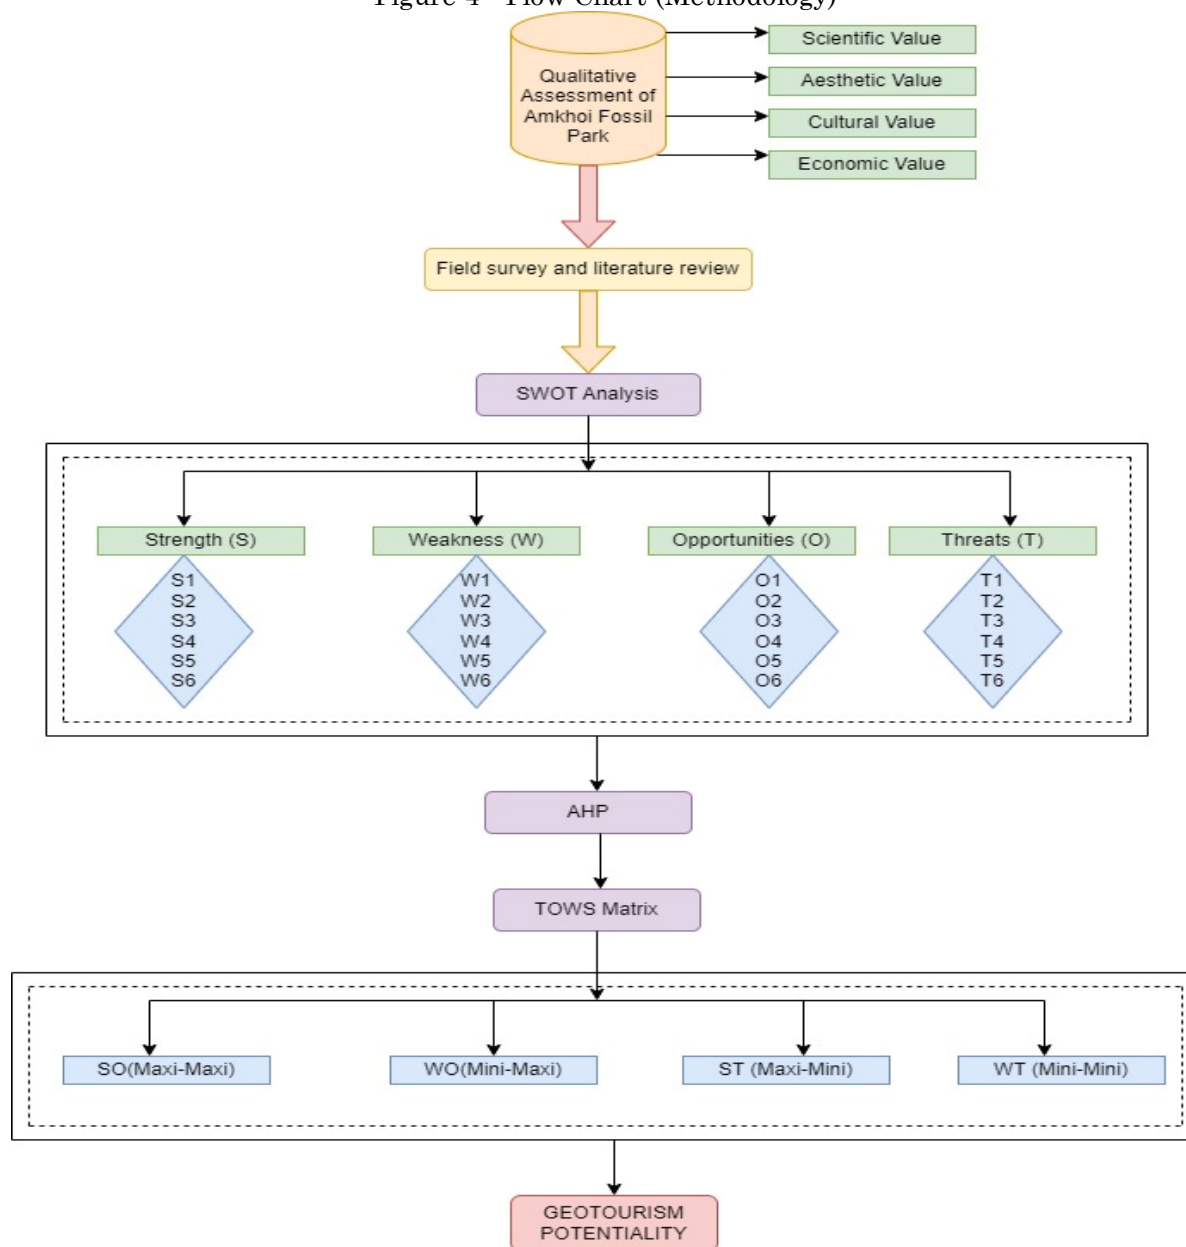 Figure 4 - Flow Chart (Methodology)
Qualitative
Assessment of
Amkhoi Fossil
Park
Scientific Value
Aesthetic Value
Cultural Value
Economic Value
Field survey and literature review
SWOT Analysis
Strength (S)
S1
S2
S3
S4
S5
S6
Weakness (W)
W1
W2
W3
W4
W5
W6
Opportunities (O)
O1
O2
O3
O4
O5
O6
Threats (T)
T1
T2
T3
T4
T5
T6
AHP
TOWS Matrix
SO(Maxi-Maxi)
WO(Mini-Maxi)
ST (Maxi-Mini)
WT (Mini-Mini)
GEOTOURISM
POTENTIALITY